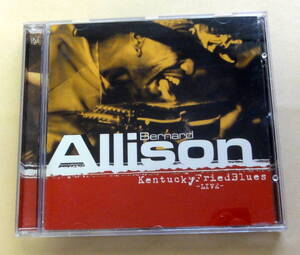 Bernard
Allison
KentuckyFriedBlues
-LIVE-